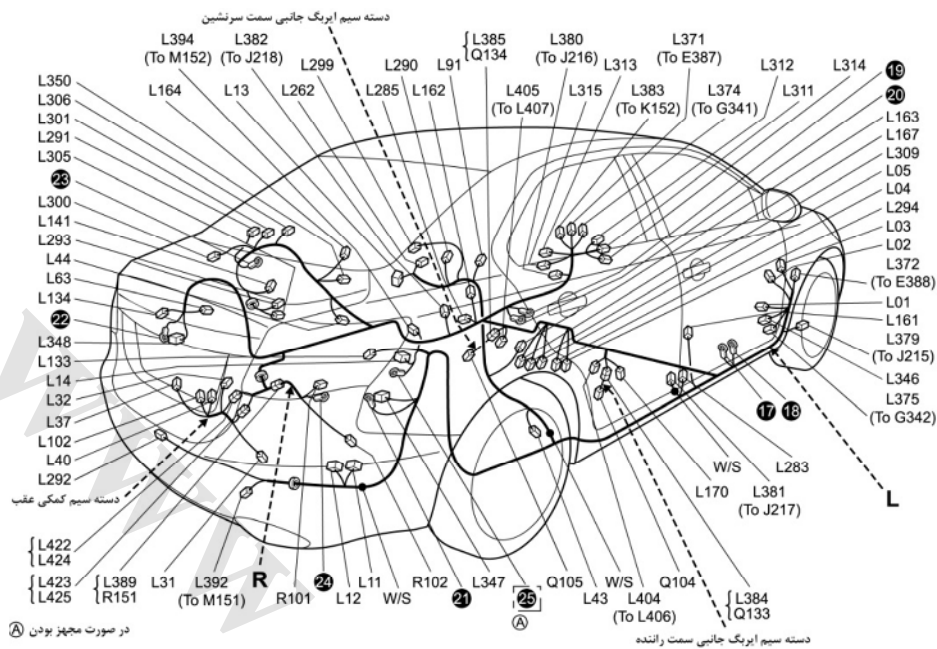 دسته سیم ایربگ جانبی سمت سرنشین
L394
(To M152)
L382
(To J218)
L299
L290
L91
L385
Q134
L380
(To J216)
L371
(To E387)
L313
L312
L314
L164
L13
L262
L285
L162
L405
(To L407)
L315
L383
(To K152)
L374
(To G341)
L311
L350
L306
L301
L291
L305
23
L300
L141
L293
L44
L63
L134
22
L348
L133
L14
L32
L37
L102
L40
L292
دسته سیم کمکی عقب
19
20
L163
L167
L309
L05
L04
L294
L03
L02
L372
(To E388)
L01
L161
L379
(To J215)
L346
L375
(To G342)
17 18
W/S
L283
L170
L381
(To J217)
L
L422
L424
L423
L425
L389
R151
L31
L392
(To M151)
R
R101
24
L12
L11
W/S
R102
21
L347
25
A
Q105
L43
W/S
L404
(To L406)
Q104
L384
Q133
در صورت مجهز بودن A
دسته سیم ایربگ جانبی سمت راننده
WWW